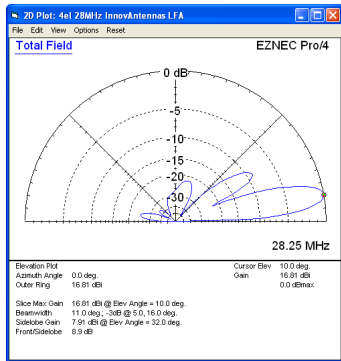 2D Plot: 4el 28MHz InnovAntennas LFA
File Edit View Options Reset
Total Field
EZNEC Pro/4
0 dB
-5
-10
-15
-20
-30
28.25 MHz
Elevation Plot
Azimuth Angle 0.0 deg.
Outer Ring 16.81 dBi
Cursor Elev 10.0 deg.
Gain 16.81 dBi
0.0 dBmax
Slice Max Gain 16.81 dBi @ Elev Angle = 10.0 deg.
Beamwidth 11.0 deg.; -3dB @ 5.0, 16.0 deg.
Sidelobe Gain 7.91 dBi @ Elev Angle = 32.0 deg.
Front/Sidelobe 8.9 dB